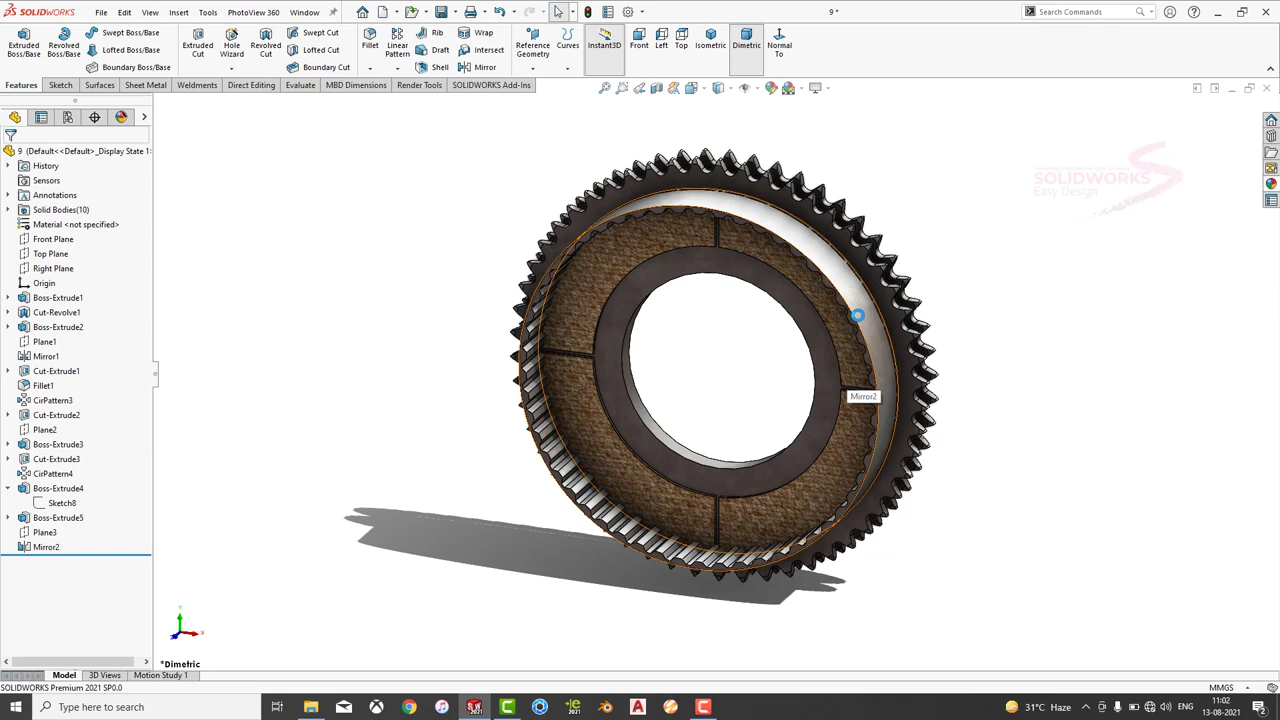 SOLIDWORKS
File Edit View Insert Tools PhotoView 360 Window
9 *
Search Commands
Extruded Boss/Base
Revolved Boss/Base
Swept Boss/Base
Lofted Boss/Base
Boundary Boss/Base
Extruded Cut
Hole Wizard
Revolved Cut
Swept Cut
Lofted Cut
Boundary Cut
Fillet
Linear Pattern
Rib
Draft
Shell
Wrap
Intersect
Mirror
Reference Geometry
Curves
Instant3D
Front
Left
Top
Isometric
Dimetric
Normal To
Features Sketch Surfaces Sheet Metal Weldments Direct Editing Evaluate MBD Dimensions Render Tools SOLIDWORKS Add-Ins
9 (Default<<Default>_Display State 1:
History
Sensors
Annotations
Solid Bodies(10)
Material <not specified>
Front Plane
Top Plane
Right Plane
Origin
Boss-Extrude1
Cut-Revolve1
Boss-Extrude2
Plane1
Mirror1
Cut-Extrude1
Fillet1
CirPattern3
Cut-Extrude2
Plane2
Boss-Extrude3
Cut-Extrude3
CirPattern4
Boss-Extrude4
Sketch8
Boss-Extrude5
Plane3
Mirror2
SOLIDWORKS
Easy Design
Mirror2
Y
X
Z
*Dimetric
Model 3D Views Motion Study 1
SOLIDWORKS Premium 2021 SP0.0
MMGS
Type here to search
31°C Haze
ENG
11:02
13-08-2021